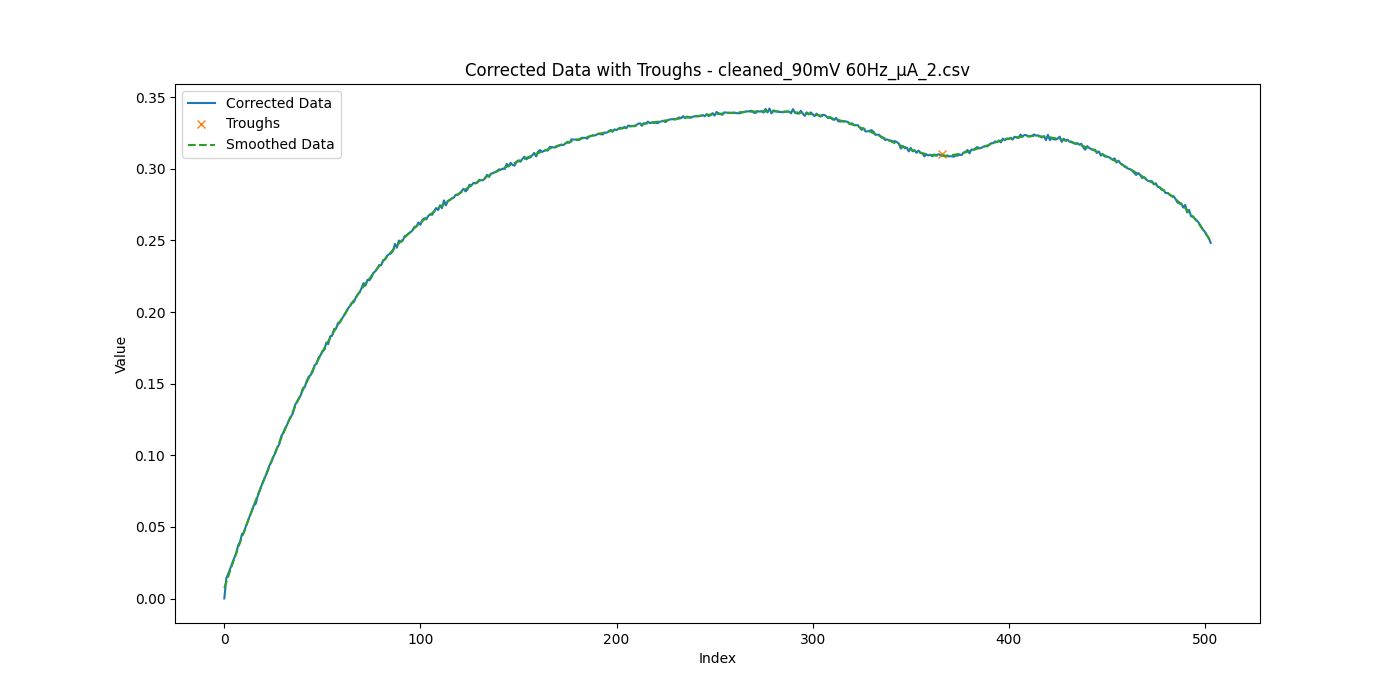 Corrected Data with Troughs - cleaned_90mV 60Hz_µA_2.csv
Corrected Data
Troughs
Smoothed Data
Value
0.35
0.30
0.25
0.20
0.15
0.10
0.05
0.00
0
100
200
300
400
500
Index